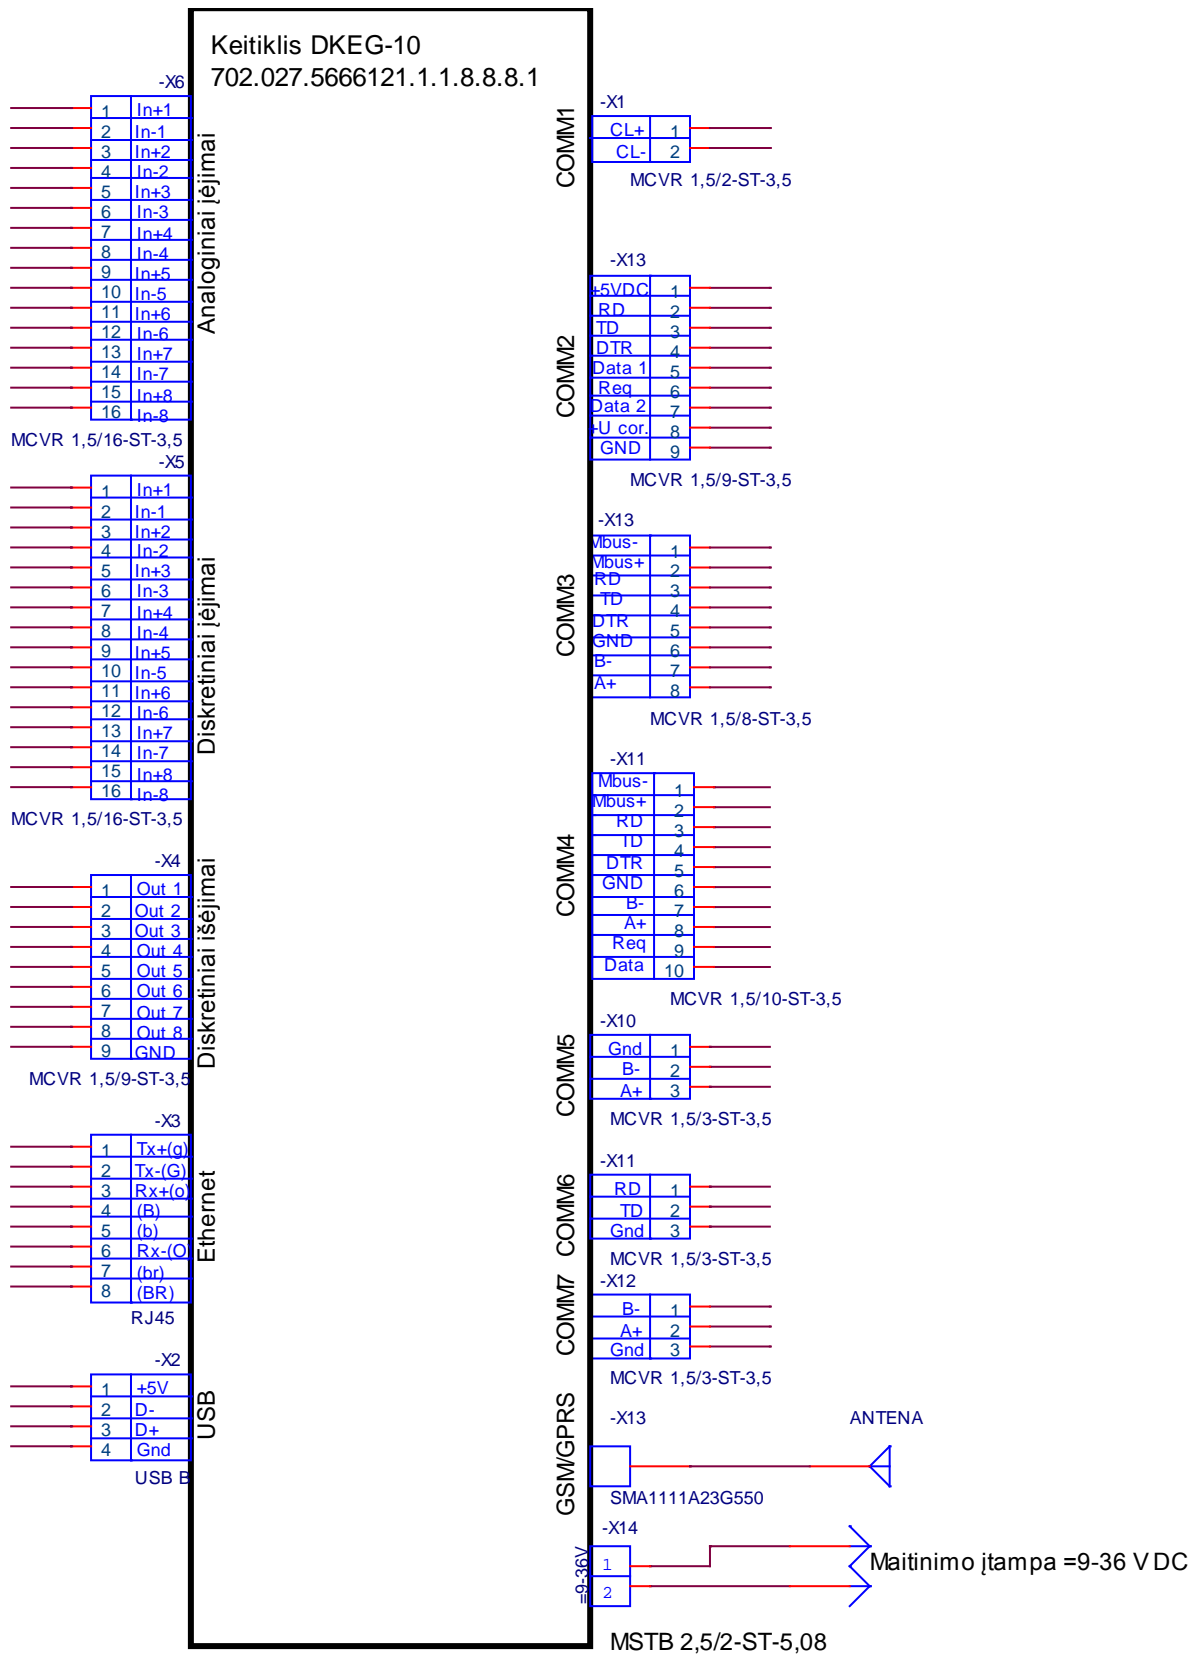 Keitiklis DKEG-10
702.027.5666121.1.1.8.8.8.1
-X6
1 In+1
2 In-1
3 In+2
4 In-2
5 In+3
6 In-3
7 In+4
8 In-4
9 In+5
10 In-5
11 In+6
12 In-6
13 In+7
14 In-7
15 In+8
16 In-8
Analoginiai įėjimai
MCVR 1,5/16-ST-3,5
-X5
1 In+1
2 In-1
3 In+2
4 In-2
5 In+3
6 In-3
7 In+4
8 In-4
9 In+5
10 In-5
11 In+6
12 In-6
13 In+7
14 In-7
15 In+8
16 In-8
Diskretiniai įėjimai
MCVR 1,5/16-ST-3,5
-X4
1 Out 1
2 Out 2
3 Out 3
4 Out 4
5 Out 5
6 Out 6
7 Out 7
8 Out 8
9 GND
Diskretiniai išėjimai
MCVR 1,5/9-ST-3,5
-X3
1 Tx+(g)
2 Tx-(G)
3 Rx+(o)
4 (B)
5 (b)
6 Rx-(O)
7 (br)
8 (BR)
Ethernet
RJ45
-X2
1 +5V
2 D-
3 D+
4 Gnd
USB
USB B
COMM1
-X1
CL+ 1
CL- 2
MCVR 1,5/2-ST-3,5
COMM2
-X13
+5VDC 1
RD 2
TD 3
DTR 4
Data 1 5
Req 6
Data 2 7
+U cor. 8
GND 9
MCVR 1,5/9-ST-3,5
COMM3
-X13
Mbus- 1
Mbus+ 2
RD 3
TD 4
DTR 5
GND 6
B- 7
A+ 8
MCVR 1,5/8-ST-3,5
COMM4
-X11
Mbus- 1
Mbus+ 2
RD 3
TD 4
DTR 5
GND 6
B- 7
A+ 8
Req 9
Data 10
MCVR 1,5/10-ST-3,5
COMM5
-X10
Gnd 1
B- 2
A+ 3
MCVR 1,5/3-ST-3,5
COMM6
-X11
RD 1
TD 2
Gnd 3
MCVR 1,5/3-ST-3,5
COMM7
-X12
B- 1
A+ 2
Gnd 3
MCVR 1,5/3-ST-3,5
GSM/GPRS
-X13
ANTENA
SMA1111A23G550
-X14
=9-36V
1
2
Maitinimo įtampa =9-36 VDC
MSTB 2,5/2-ST-5,08